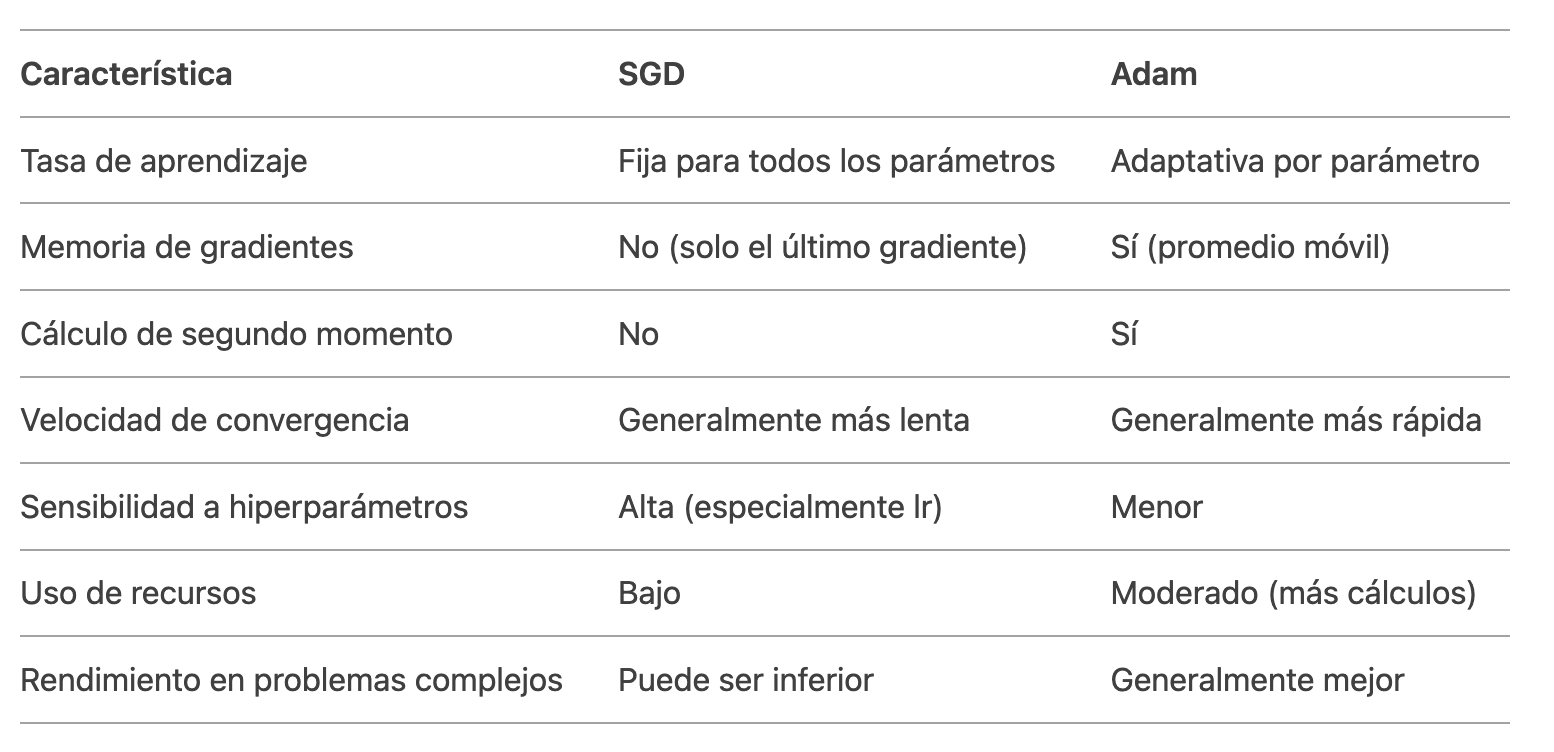 Característica SGD Adam
Tasa de aprendizaje Fija para todos los parámetros Adaptativa por parámetro
Memoria de gradientes No (solo el último gradiente) Sí (promedio móvil)
Cálculo de segundo momento No Sí
Velocidad de convergencia Generalmente más lenta Generalmente más rápida
Sensibilidad a hiperparámetros Alta (especialmente lr) Menor
Uso de recursos Bajo Moderado (más cálculos)
Rendimiento en problemas complejos Puede ser inferior Generalmente mejor